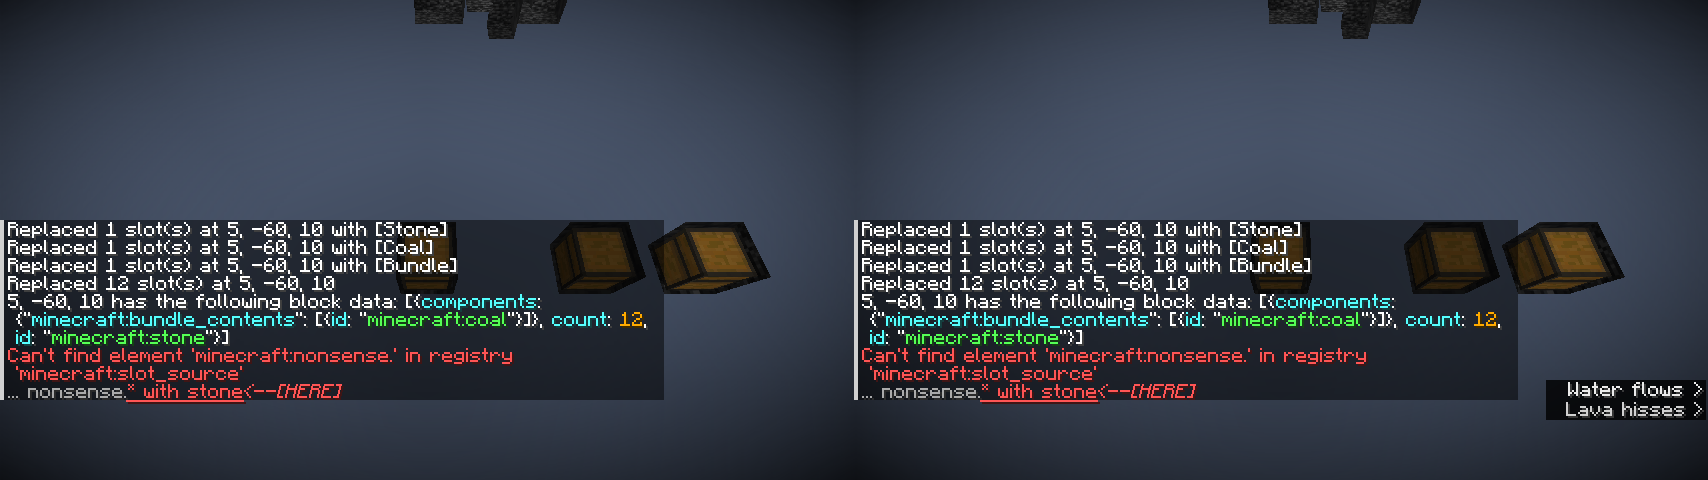 Replaced 1 slot(s) at 5, -60, 10 with [Stone]
Replaced 1 slot(s) at 5, -60, 10 with [Coal]
Replaced 1 slot(s) at 5, -60, 10 with [Bundle]
Replaced 12 slot(s) at 5, -60, 10
5, -60, 10 has the following block data: [{components:
{"minecraft:bundle_contents": [{id: "minecraft:coal"}]}, count: 12,
id: "minecraft:stone"}]
Can't find element 'minecraft:nonsense.' in registry
'minecraft:slot_source'
... nonsense.* with stone<--[HERE]
Replaced 1 slot(s) at 5, -60, 10 with [Stone]
Replaced 1 slot(s) at 5, -60, 10 with [Coal]
Replaced 1 slot(s) at 5, -60, 10 with [Bundle]
Replaced 12 slot(s) at 5, -60, 10
5, -60, 10 has the following block data: [{components:
{"minecraft:bundle_contents": [{id: "minecraft:coal"}]}, count: 12,
id: "minecraft:stone"}]
Can't find element 'minecraft:nonsense.' in registry
'minecraft:slot_source'
... nonsense.* with stone<--[HERE]
Water flows >
Lava hisses >